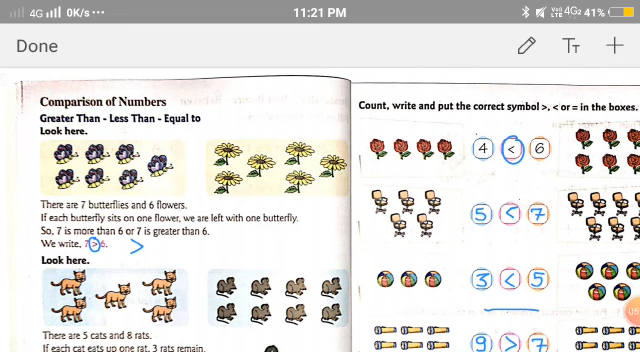 4G 0K/s ••• 11:21 PM VoLTE 4G2 41%
Done TT +
Comparison of Numbers
Greater Than - Less Than - Equal to
Look here.
There are 7 butterflies and 6 flowers.
If each butterfly sits on one flower, we are left with one butterfly.
So, 7 is more than 6 or 7 is greater than 6.
We write, 7 > 6. >
Look here.
There are 5 cats and 8 rats.
If each cat eats up one rat, 3 rats remain.
Count, write and put the correct symbol >, < or = in the boxes.
4 < 6
5 < 7
3 < 5
9 > 7